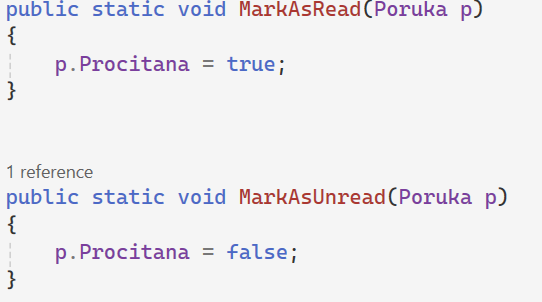 public static void MarkAsRead(Poruka p)
{
p.Procitana = true;
}
1 reference
public static void MarkAsUnread(Poruka p)
{
p.Procitana = false;
}